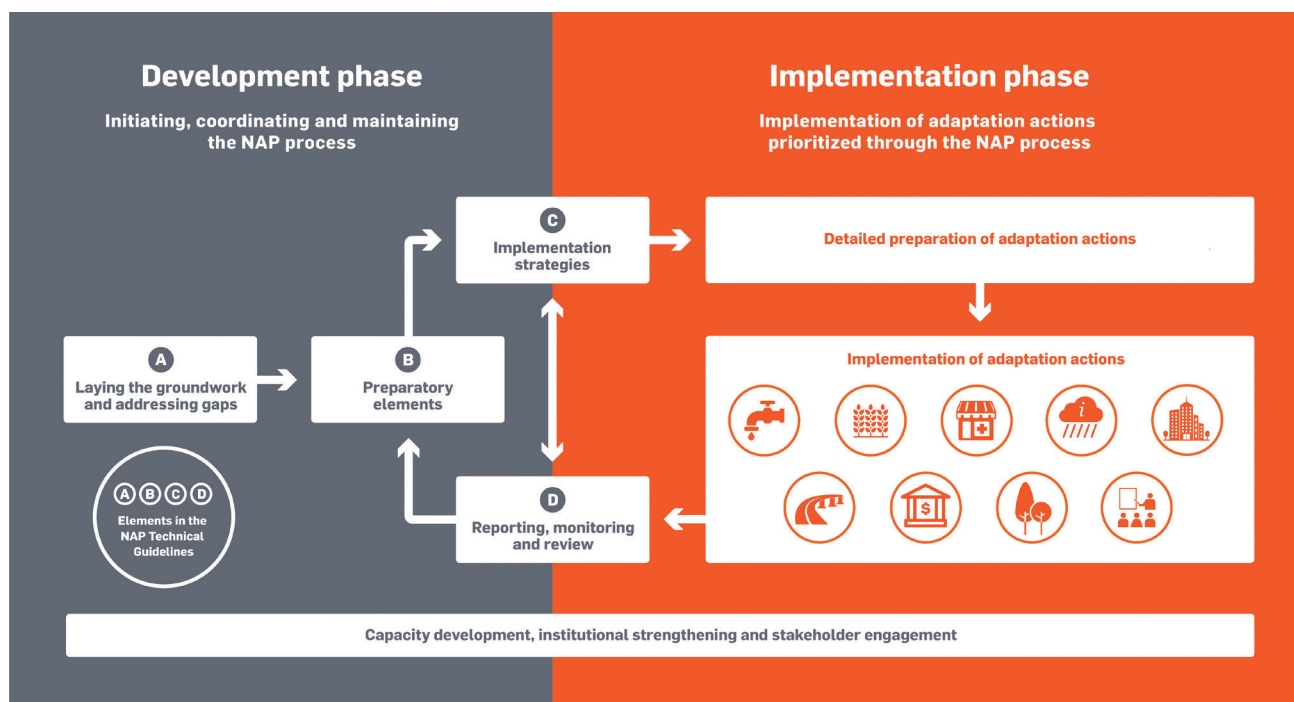 Development phase
Initiating, coordinating and maintaining
the NAP process
Implementation phase
Implementation of adaptation actions
prioritized through the NAP process
C
Implementation
strategies
Detailed preparation of adaptation actions
A
Laying the groundwork
and addressing gaps
B
Preparatory
elements
Implementation of adaptation actions
i
$
A B C D
Elements in the
NAP Technical
Guidelines
D
Reporting, monitoring
and review
Capacity development, institutional strengthening and stakeholder engagement